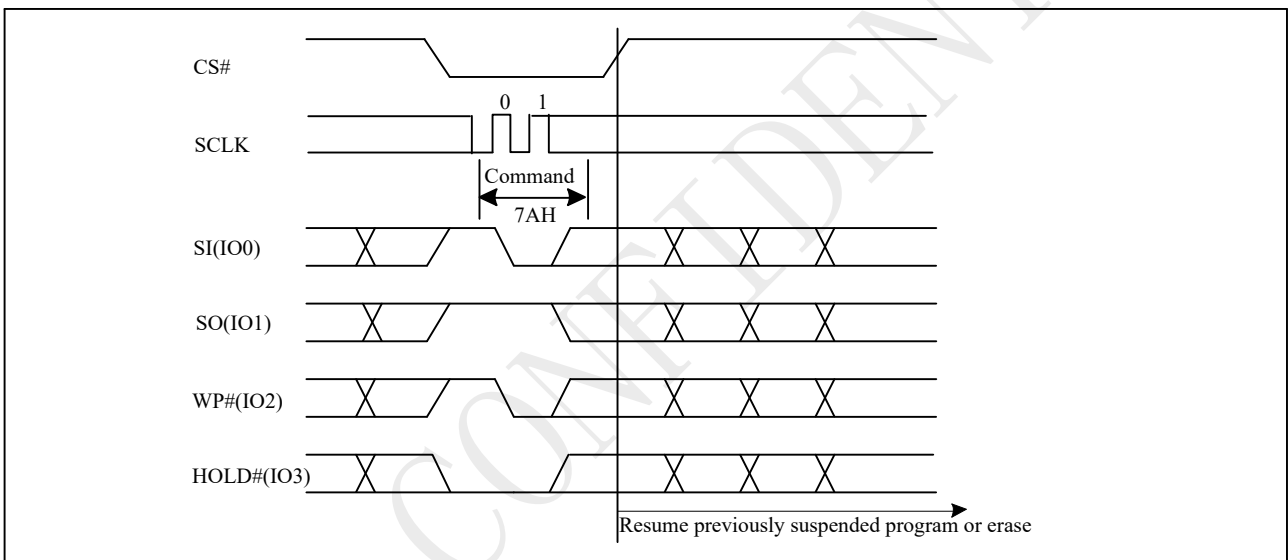 CS#
0 1
SCLK
Command
7AH
SI(IO0)
SO(IO1)
WP#(IO2)
HOLD#(IO3)
Resume previously suspended program or erase
CONFIDEN